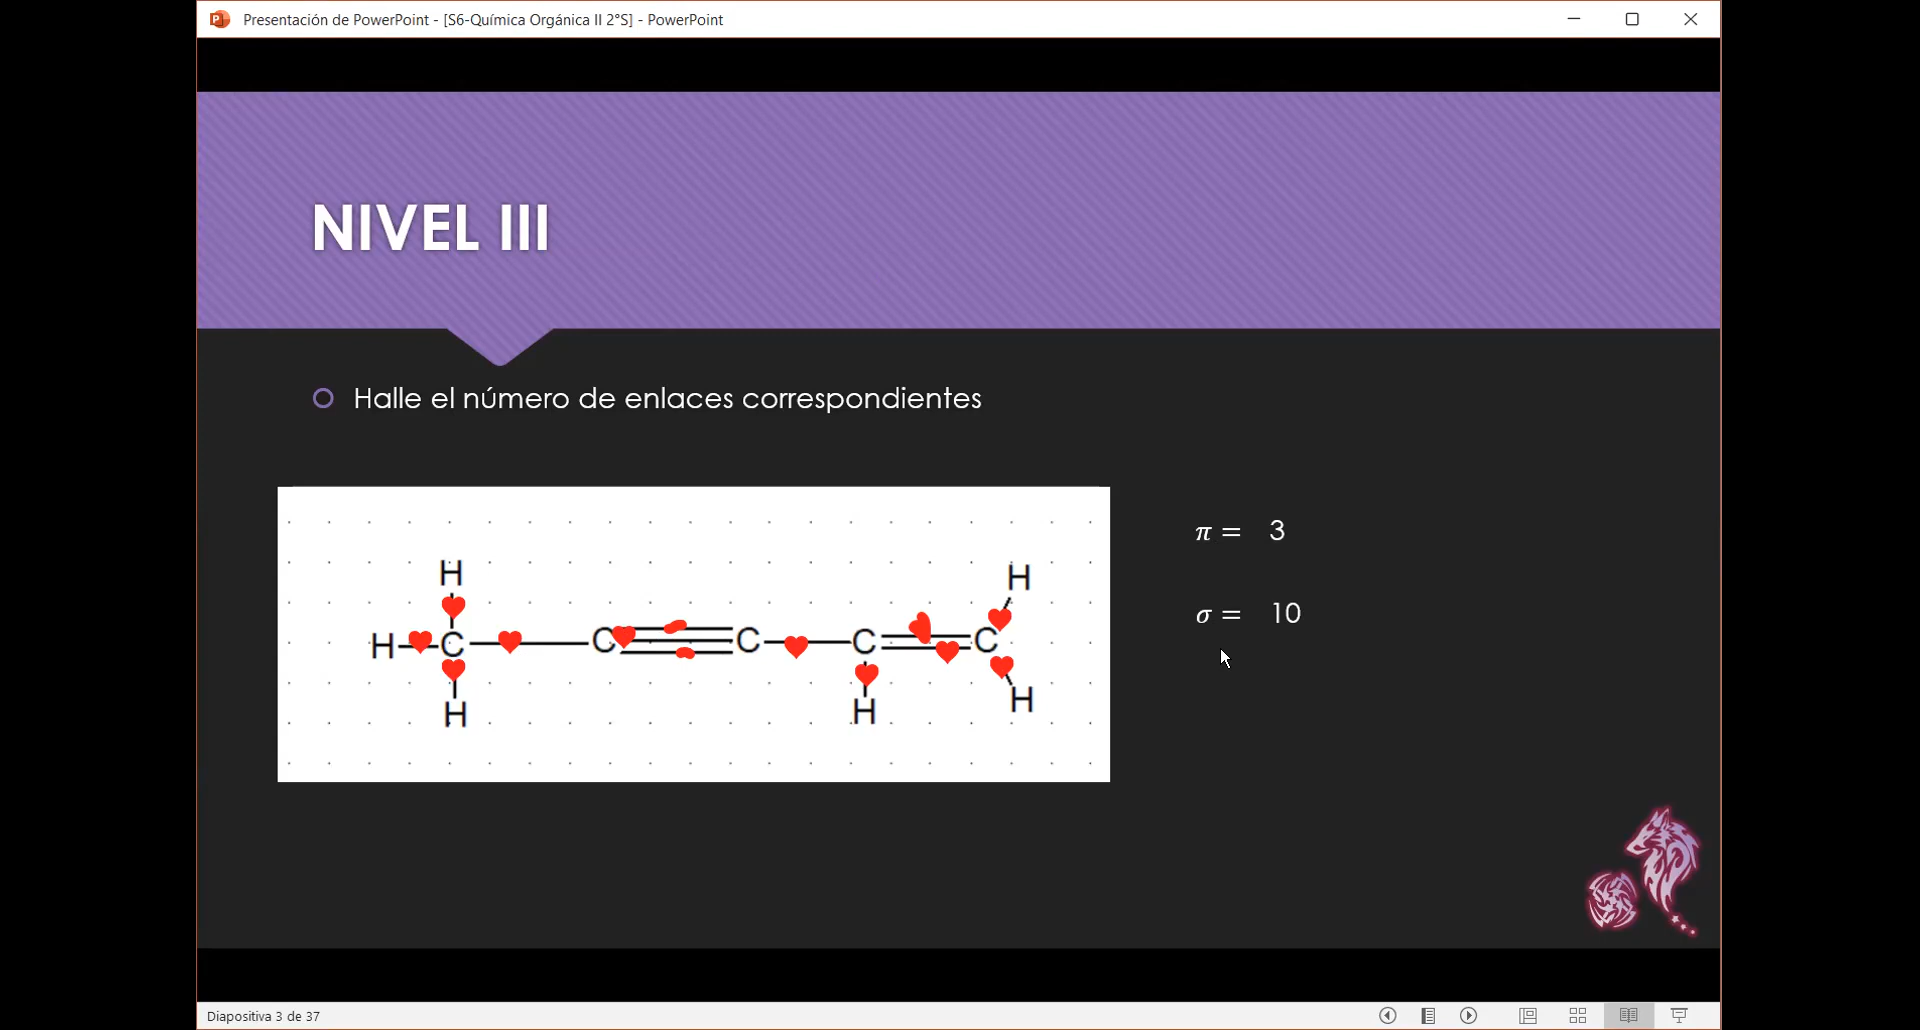 Presentación de PowerPoint - [S6-Química Orgánica II 2°S] - PowerPoint
NIVEL III
Halle el número de enlaces correspondientes
H H
H C C C C C
H H H
π = 3
σ = 10
Diapositiva 3 de 37